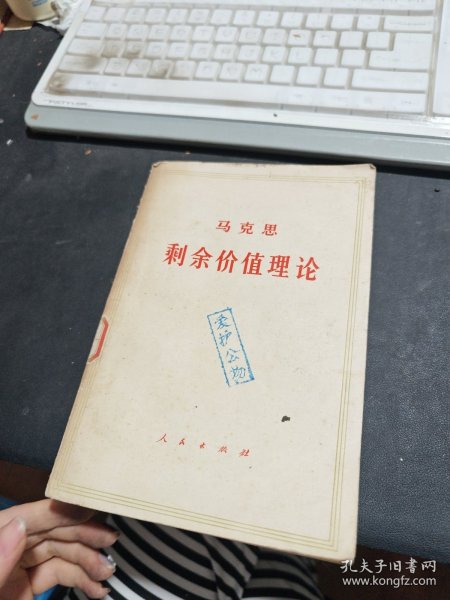 马克思
剩余价值理论
爱护公物
人民出版社
孔夫子旧书网
www.kongfz.com